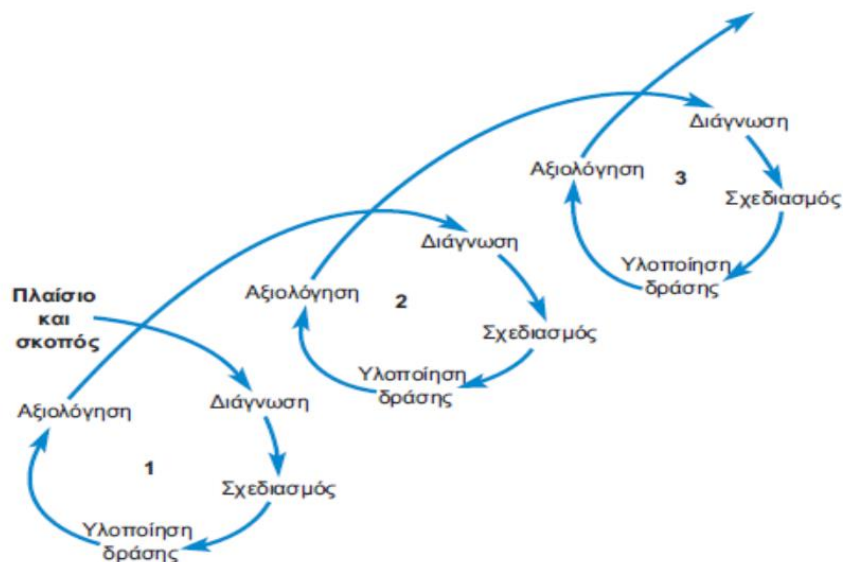 Διάγνωση
Αξιολόγηση
3
Σχεδιασμός
Υλοποίηση
δράσης
Διάγνωση
Αξιολόγηση
2
Σχεδιασμός
Υλοποίηση
δράσης
Πλαίσιο
και
σκοπός
Διάγνωση
Αξιολόγηση
1
Σχεδιασμός
Υλοποίηση
δράσης